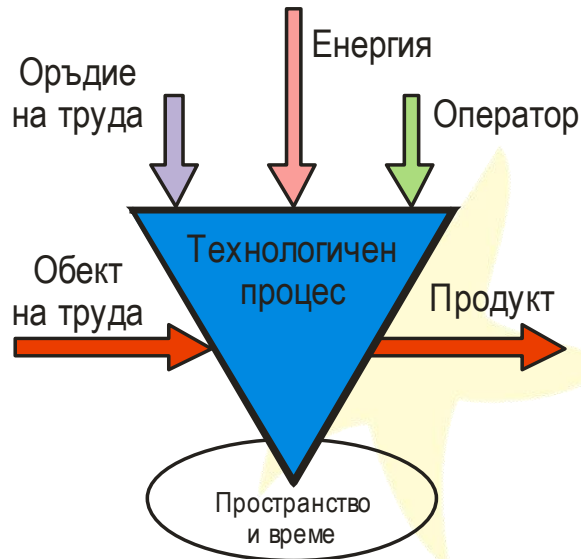 Енергия
Оръдие
на труда
Оператор
Технологичен
процес
Обект
на труда
Продукт
Пространство
и време